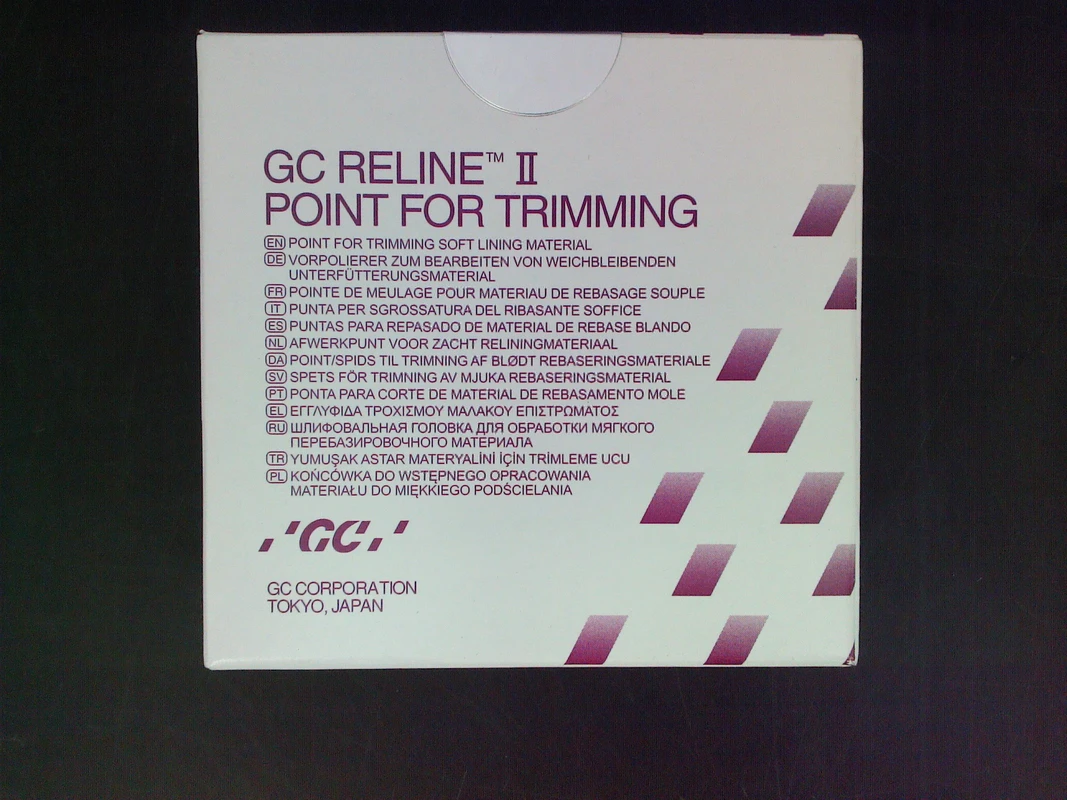 GC RELINE™ II
POINT FOR TRIMMING
EN POINT FOR TRIMMING SOFT LINING MATERIAL
DE VORPOLIERER ZUM BEARBEITEN VON WEICHBLEIBENDEN
UNTERFÜTTERUNGSMATERIAL
FR POINTE DE MEULAGE POUR MATERIAU DE REBASAGE SOUPLE
IT PUNTA PER SGROSSATURA DEL RIBASANTE SOFFICE
ES PUNTAS PARA REPASADO DE MATERIAL DE REBASE BLANDO
NL AFWERKPUNT VOOR ZACHT RELININGMATERIAAL
DA POINT/SPIDS TIL TRIMNING AF BLØDT REBASERINGSMATERIALE
SV SPETS FÖR TRIMNING AV MJUKA REBASERINGSMATERIAL
PT PONTA PARA CORTE DE MATERIAL DE REBASAMENTO MOLE
EL ΕΓΓΛΥΦΙΔΑ ΤΡΟΧΙΣΜΟΥ ΜΑΛΑΚΟΥ ΕΠΙΣΤΡΩΜΑΤΟΣ
RU ШЛИФОВАЛЬНАЯ ГОЛОВКА ДЛЯ ОБРАБОТКИ МЯГКОГО
ПЕРЕБАЗИРОВОЧНОГО МАТЕРИАЛА
TR YUMUŞAK ASTAR MATERYALİNİ İÇİN TRİMLEME UCU
PL KOŃCÓWKA DO WSTĘPNEGO OPRACOWANIA
MATERIAŁU DO MIĘKKIEGO PODŚCIELANIA
GC
GC CORPORATION
TOKYO, JAPAN